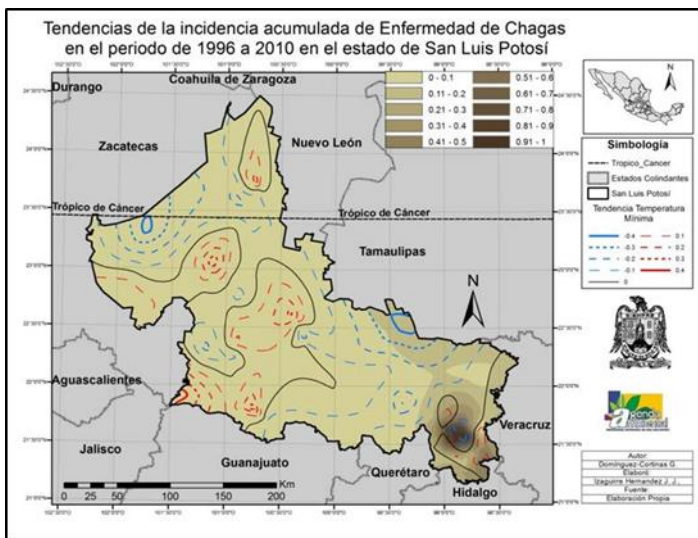 Tendencias de la incidencia acumulada de Enfermedad de Chagas
en el periodo de 1996 a 2010 en el estado de San Luis Potosí
Coahuila de Zaragoza
Durango
Zacatecas
Nuevo León
0 - 0.1
0.11 - 0.2
0.21 - 0.3
0.31 - 0.4
0.41 - 0.5
0.51 - 0.6
0.61 - 0.7
0.71 - 0.8
0.81 - 0.9
0.91 - 1
Trópico de Cáncer
Trópico de Cáncer
Tamaulipas
N
Aguascalientes
Jalisco
Guanajuato
Querétaro
Hidalgo
Veracruz
0 25 50 100 150 200
Km
N
Simbología
Tropico_Cancer
Estados Colindantes
San Luis Potosí
Tendencia Temperatura
Mínima
-0.4
-0.3
-0.2
-0.1
0
0.1
0.2
0.3
0.4
agenda
ambiental
Autor:
Domínguez-Cortinas G.
Elaboró:
Izaguirre Hernandez J. J.,
Fuente:
Elaboración Propia